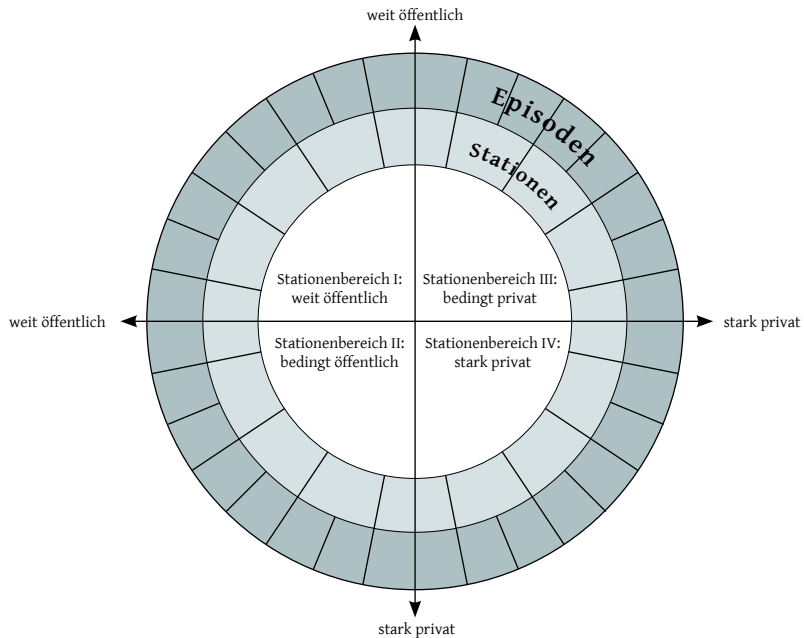 weit öffentlich
Episoden
Stationen
Stationenbereich I:
weit öffentlich
Stationenbereich III:
bedingt privat
weit öffentlich
stark privat
Stationenbereich II:
bedingt öffentlich
Stationenbereich IV:
stark privat
stark privat